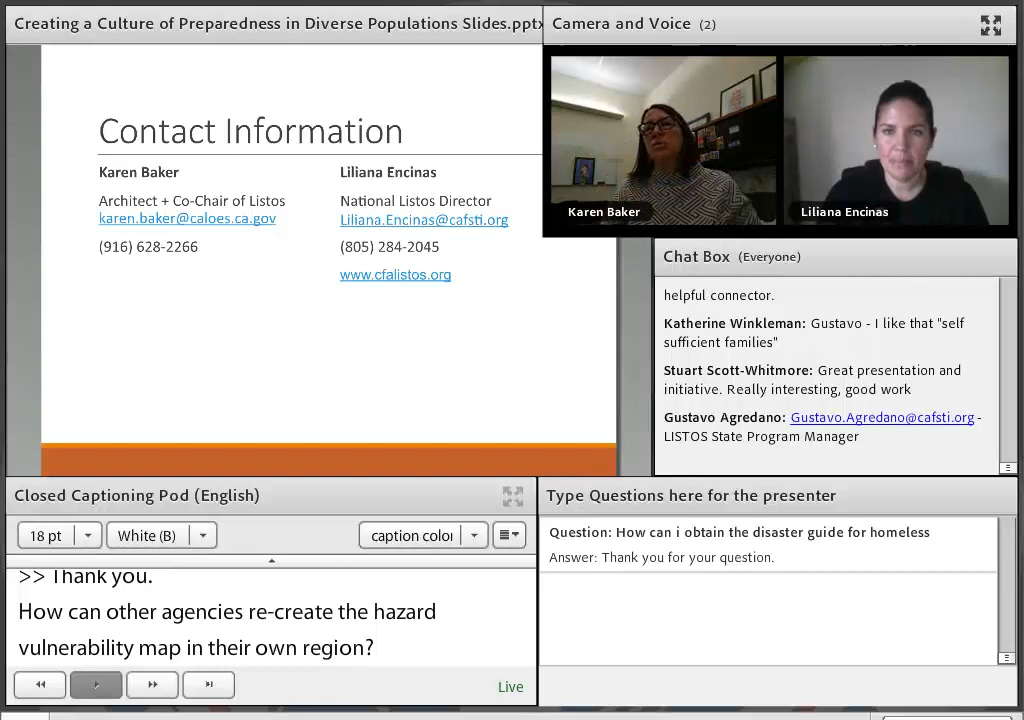 Creating a Culture of Preparedness in Diverse Populations Slides.pptx
Camera and Voice (2)
Karen Baker
Liliana Encinas
Contact Information
Karen Baker
Architect + Co-Chair of Listos
karen.baker@caloes.ca.gov
(916) 628-2266
Liliana Encinas
National Listos Director
Liliana.Encinas@cafsti.org
(805) 284-2045
www.cfalistos.org
Chat Box (Everyone)
helpful connector.
Katherine Winkleman: Gustavo - I like that "self
sufficient families"
Stuart Scott-Whitmore: Great presentation and
initiative. Really interesting, good work
Gustavo Agredano: Gustavo.Agredano@cafsti.org -
LISTOS State Program Manager
Closed Captioning Pod (English)
18 pt
White (B)
caption color
>> Thank you.
How can other agencies re-create the hazard
vulnerability map in their own region?
Live
Type Questions here for the presenter
Question: How can i obtain the disaster guide for homeless
Answer: Thank you for your question.